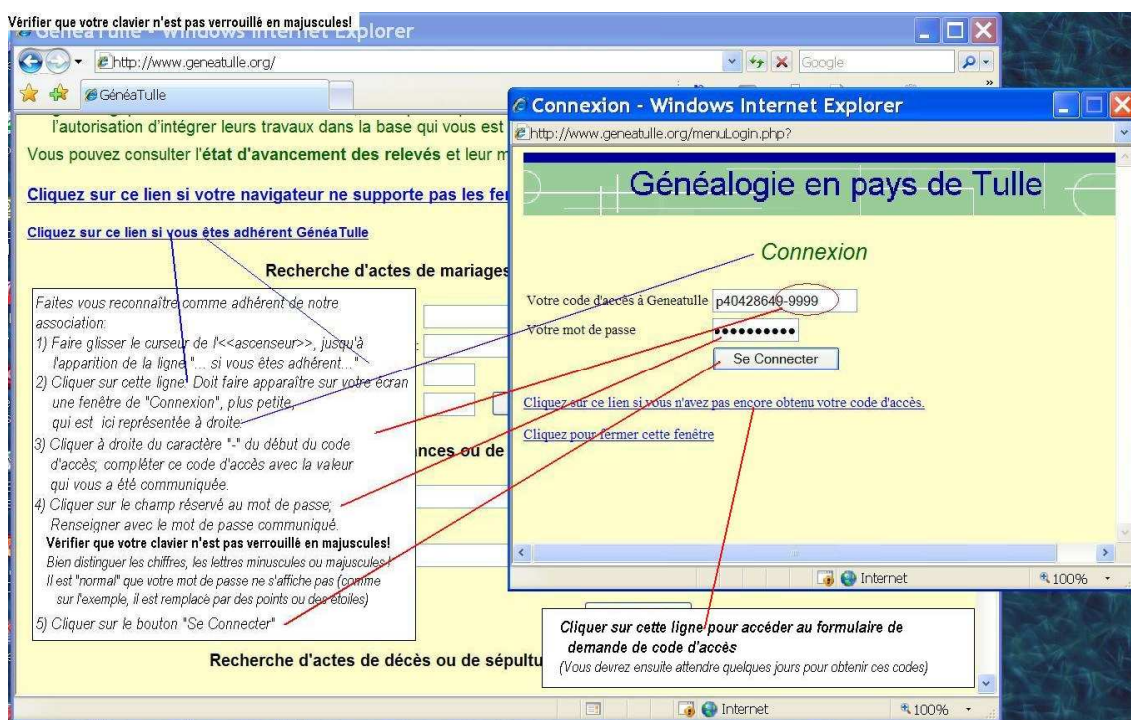 Vérifier que votre clavier n'est pas verrouillé en majuscules!
GénéaTulle - Windows Internet Explorer
http://www.geneatulle.org/
Google
GénéaTulle
l'autorisation d'intégrer leurs travaux dans la base qui vous est
Vous pouvez consulter l'état d'avancement des relevés et leur m
Cliquez sur ce lien si votre navigateur ne supporte pas les fe
Cliquez sur ce lien si vous êtes adhérent GénéaTulle
Recherche d'actes de mariages
Faites vous reconnaître comme adhérent de notre
association:
1) Faire glisser le curseur de l'<<ascenseur>>, jusqu'à
l'apparition de la ligne "... si vous êtes adhérent..."
2) Cliquer sur cette ligne. Doit faire apparaître sur votre écran
une fenêtre de "Connexion", plus petite,
qui est ici représentée à droite.
3) Cliquer à droite du caractère "-" du début du code
d'accès; compléter ce code d'accès avec la valeur
qui vous a été communiquée.
4) Cliquer sur le champ réservé au mot de passe;
Renseigner avec le mot de passe communiqué.
Vérifier que votre clavier n'est pas verrouillé en majuscules!
Bien distinguer les chiffres, les lettres minuscules ou majuscules !
Il est "normal" que votre mot de passe ne s'affiche pas (comme
sur l'exemple, il est remplacé par des points ou des étoiles)
5) Cliquer sur le bouton "Se Connecter"
nces ou de
Recherche d'actes de décès ou de sépultu
Internet
100%
Connexion - Windows Internet Explorer
http://www.geneatulle.org/menuLogin.php?
Généalogie en pays de Tulle
Connexion
Votre code d'accès à Geneatulle p40428649-9999
Votre mot de passe ●●●●●●●●●●
Se Connecter
Cliquez sur ce lien si vous n'avez pas encore obtenu votre code d'accès.
Cliquez pour fermer cette fenêtre
Internet
100%
Cliquer sur cette ligne pour accéder au formulaire de
demande de code d'accès
(Vous devrez ensuite attendre quelques jours pour obtenir ces codes)